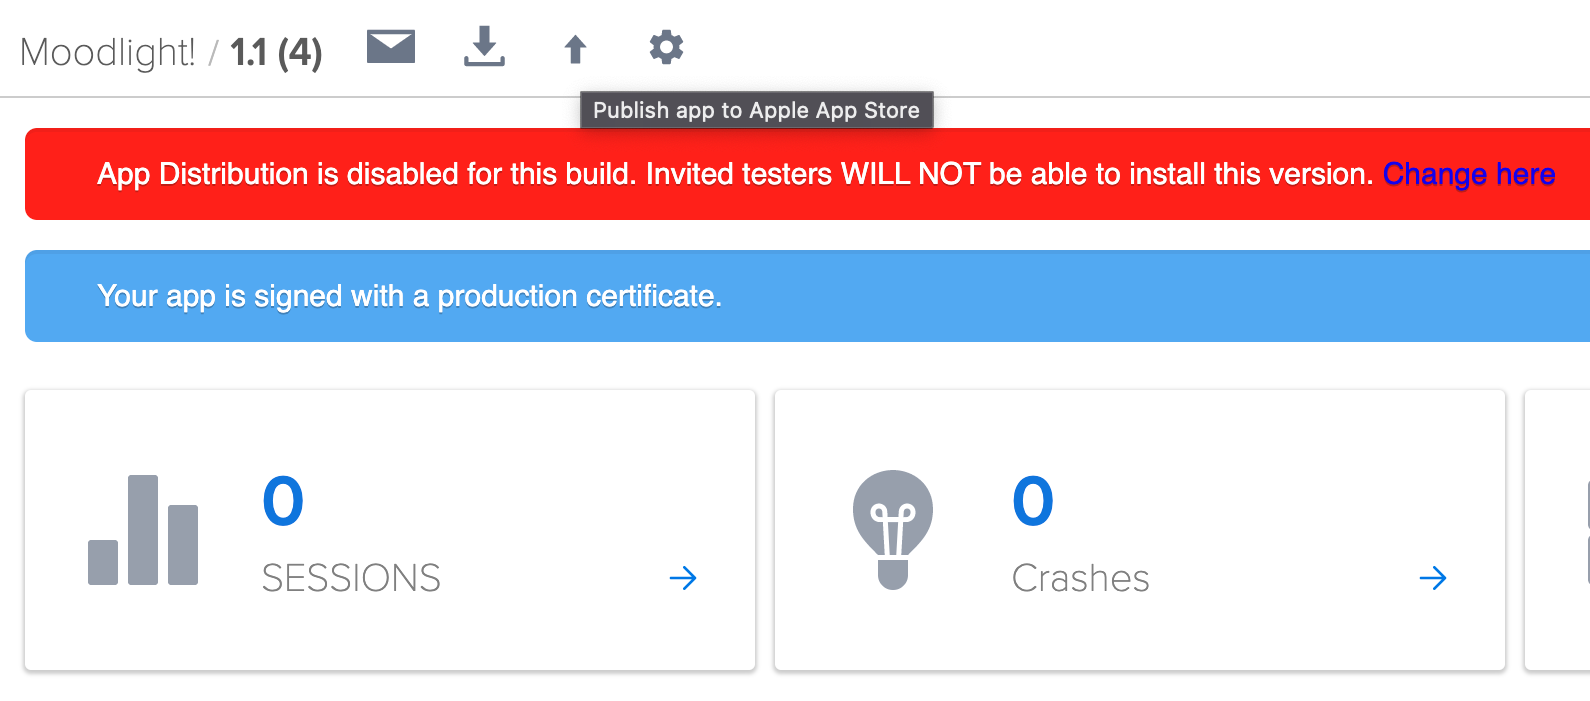 Moodlight! / 1.1 (4)
Publish app to Apple App Store
App Distribution is disabled for this build. Invited testers WILL NOT be able to install this version. Change here
Your app is signed with a production certificate.
0
SESSIONS
0
Crashes